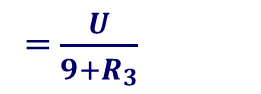 = U / (9+R₃)